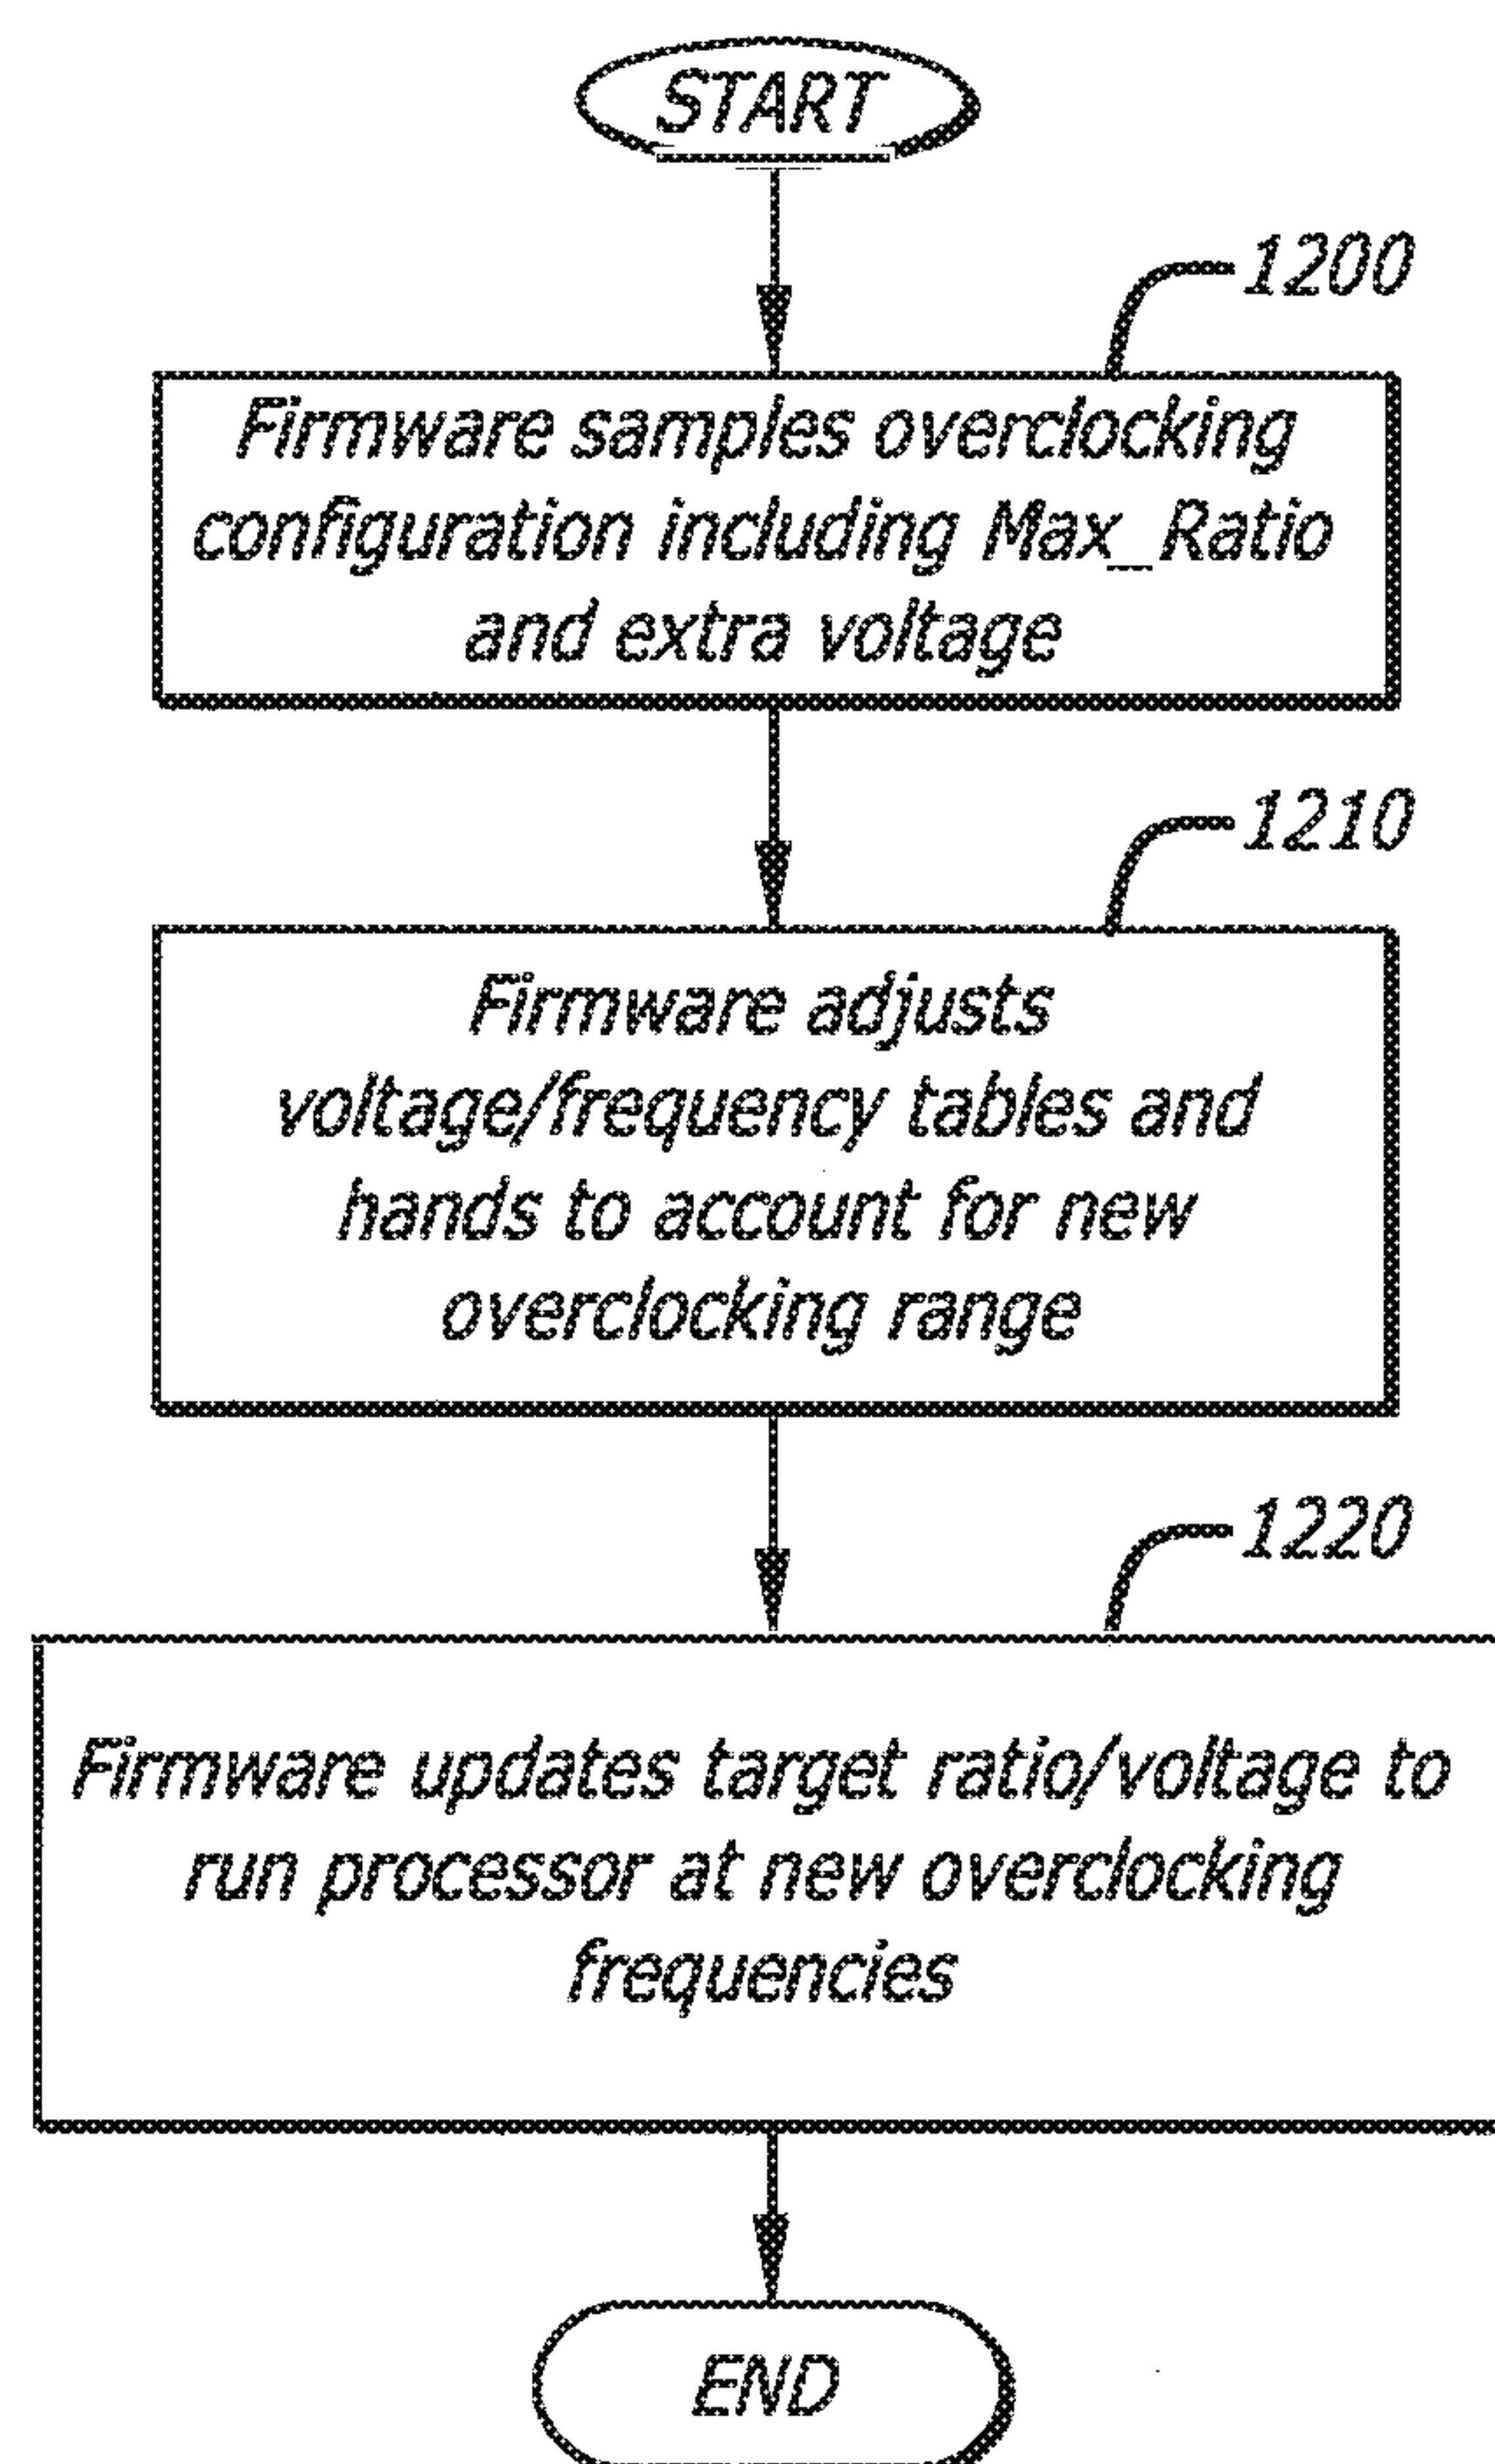 START
1200
Firmware samples overclocking
configuration including Max_Ratio
and extra voltage
1210
Firmware adjusts
voltage/frequency tables and
hands to account for new
overclocking range
1220
Firmware updates target ratio/voltage to
run processor at new overclocking
frequencies
END